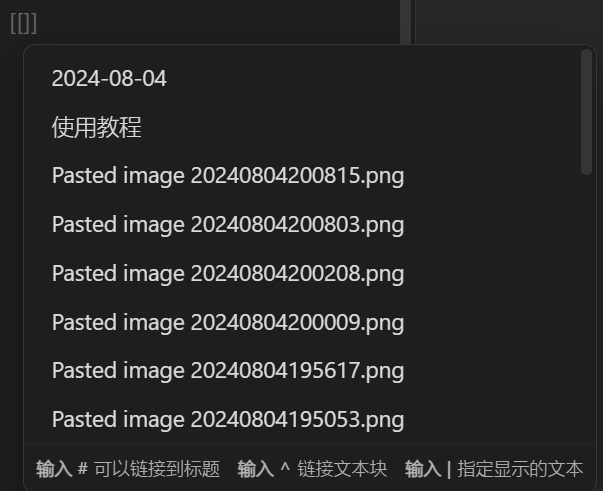 [[]]
2024-08-04
使用教程
Pasted image 20240804200815.png
Pasted image 20240804200803.png
Pasted image 20240804200208.png
Pasted image 20240804200009.png
Pasted image 20240804195617.png
Pasted image 20240804195053.png
输入 # 可以链接到标题 输入 ^ 链接文本块 输入 | 指定显示的文本